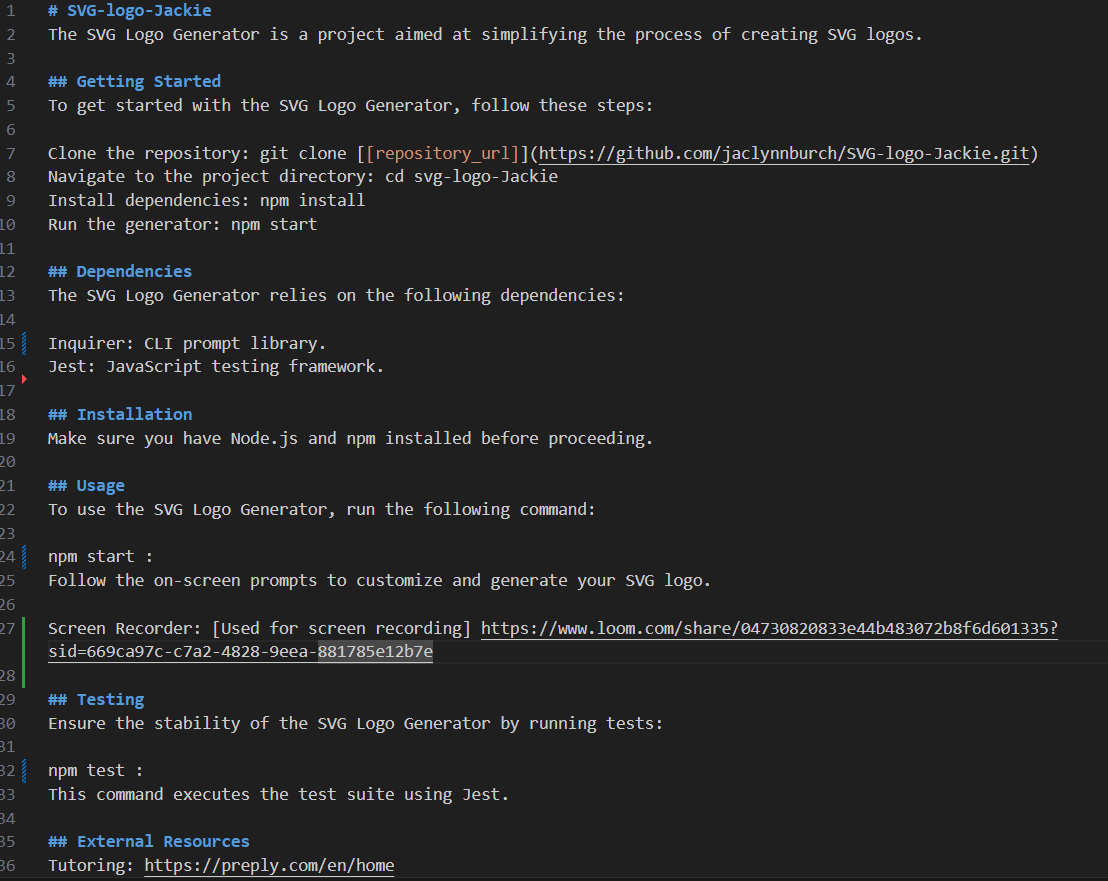 1 # SVG-logo-Jackie
2 The SVG Logo Generator is a project aimed at simplifying the process of creating SVG logos.
3
4 ## Getting Started
5 To get started with the SVG Logo Generator, follow these steps:
6
7 Clone the repository: git clone [[repository_url]](https://github.com/jaclynnburch/SVG-logo-Jackie.git)
8 Navigate to the project directory: cd svg-logo-Jackie
9 Install dependencies: npm install
10 Run the generator: npm start
11
12 ## Dependencies
13 The SVG Logo Generator relies on the following dependencies:
14
15 Inquirer: CLI prompt library.
16 Jest: JavaScript testing framework.
17
18 ## Installation
19 Make sure you have Node.js and npm installed before proceeding.
20
21 ## Usage
22 To use the SVG Logo Generator, run the following command:
23
24 npm start :
25 Follow the on-screen prompts to customize and generate your SVG logo.
26
27 Screen Recorder: [Used for screen recording] https://www.loom.com/share/04730820833e44b483072b8f6d601335?
sid=669ca97c-c7a2-4828-9eea-881785e12b7e
28
29 ## Testing
30 Ensure the stability of the SVG Logo Generator by running tests:
31
32 npm test :
33 This command executes the test suite using Jest.
34
35 ## External Resources
36 Tutoring: https://preply.com/en/home